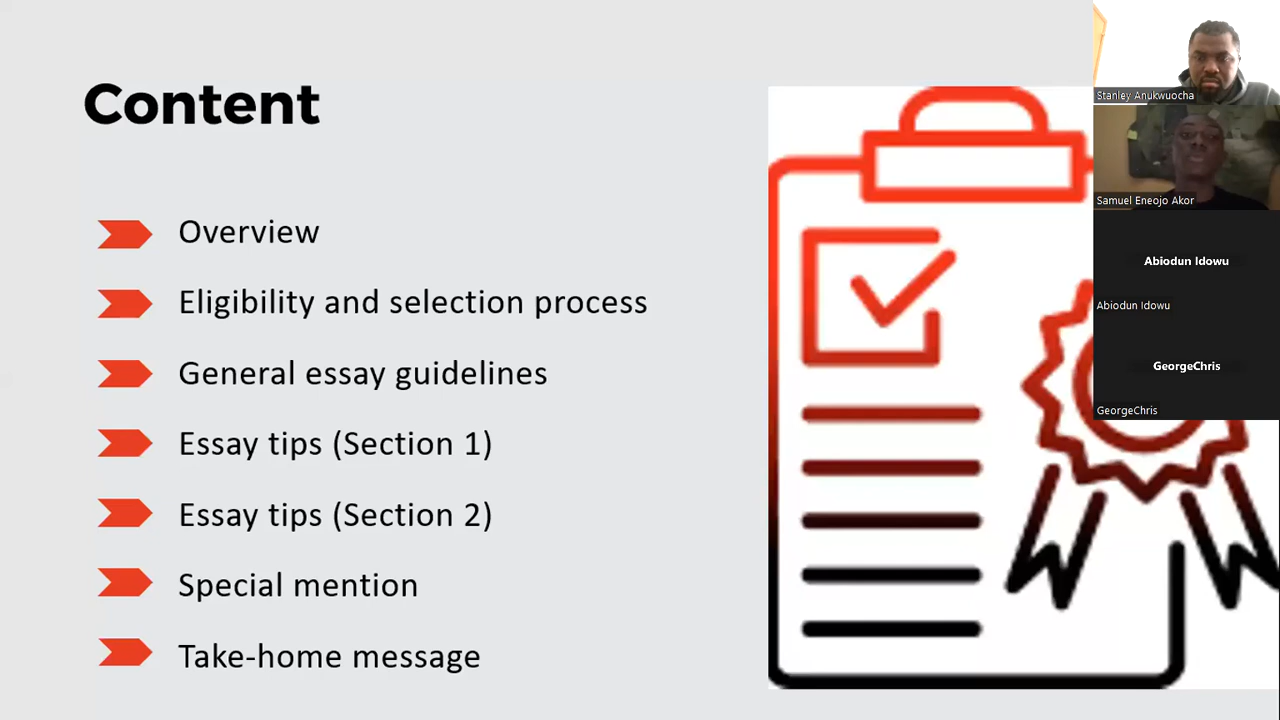 Content
Overview
Eligibility and selection process
General essay guidelines
Essay tips (Section 1)
Essay tips (Section 2)
Special mention
Take-home message
Stanley Anukwuocha
Samuel Eneojo Akor
Abiodun Idowu
Abiodun Idowu
GeorgeChris
GeorgeChris